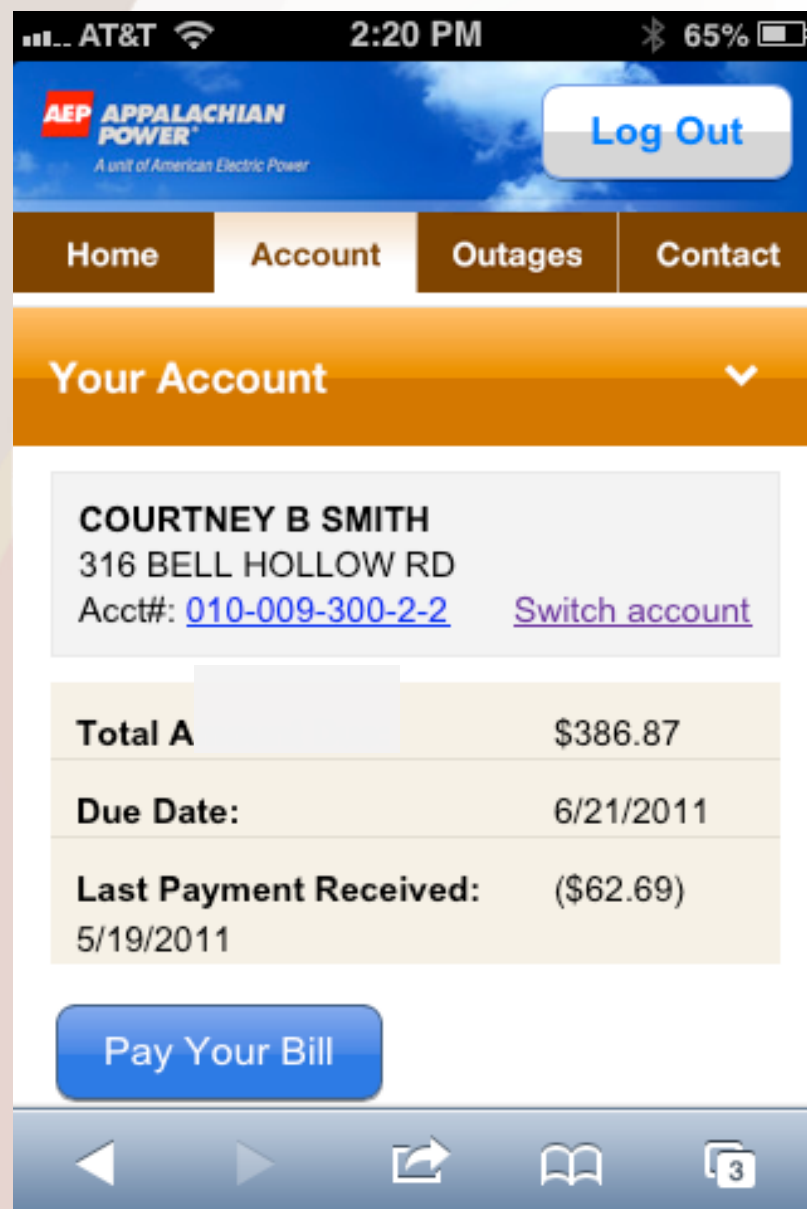 AT&T 2:20 PM 65%
AEP APPALACHIAN
POWER®
A unit of American Electric Power
Log Out
Home Account Outages Contact
Your Account
COURTNEY B SMITH
316 BELL HOLLOW RD
Acct#: 010-009-300-2-2 Switch account
Total A $386.87
Due Date: 6/21/2011
Last Payment Received: ($62.69)
5/19/2011
Pay Your Bill
3